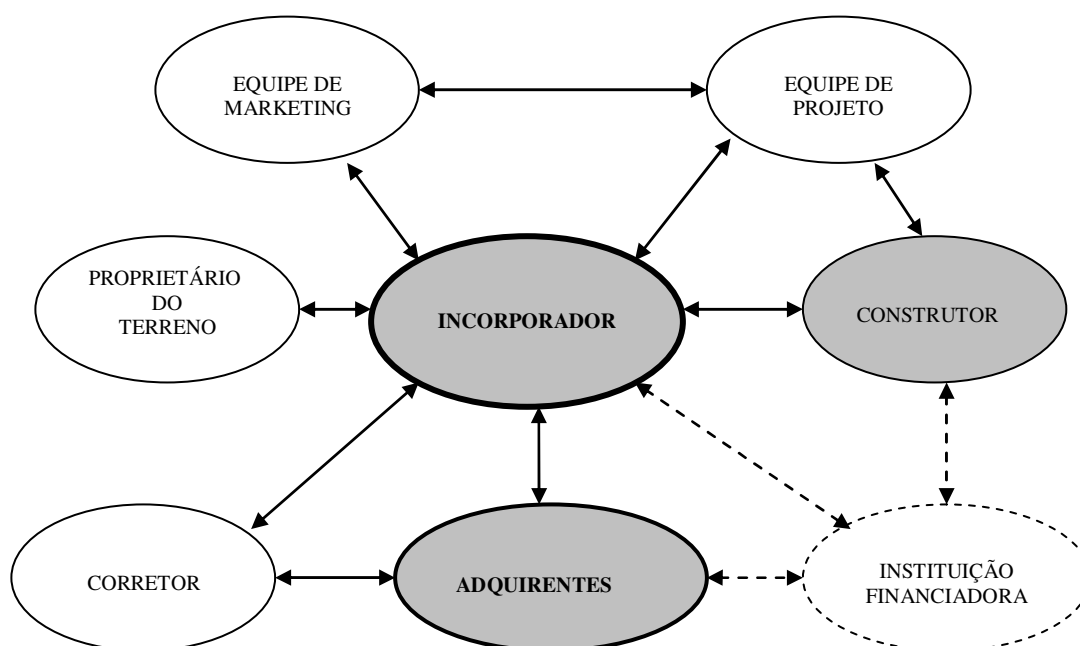 EQUIPE DE
MARKETING
EQUIPE DE
PROJETO
PROPRIETÁRIO
DO
TERRENO
INCORPORADOR
CONSTRUTOR
CORRETOR
ADQUIRENTES
INSTITUIÇÃO
FINANCIADORA